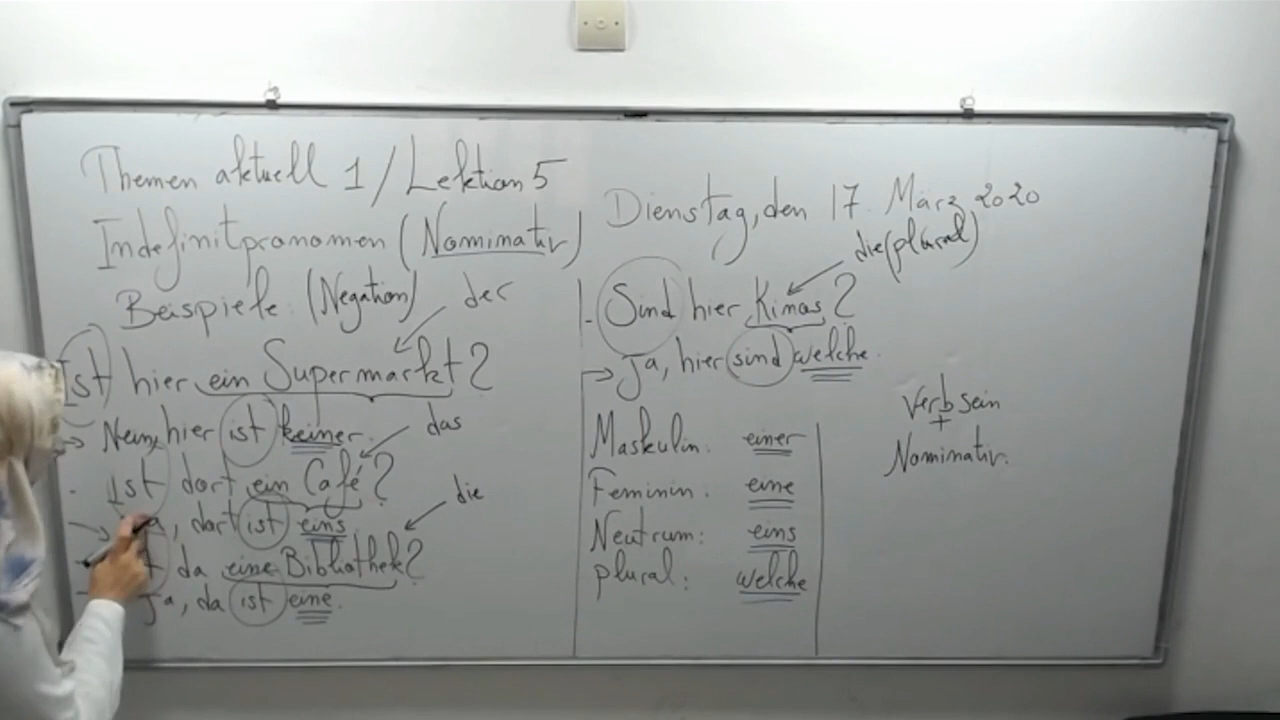 Themen aktuell 1 / Lektion 5
Indefinitpronomen (Nominativ)
Beispiele: (Negation)
der
Ist hier ein Supermarkt?
→ Nein, hier ist keiner.
das
- Ist dort ein Café?
→ Ja, dort ist eins.
die
da eine Bibliothek?
Ja, da ist eine.
Dienstag, den 17. März 2020
die (plural)
- Sind hier Kinos?
→ Ja, hier sind welche.
Maskulin: einer
Feminin: eine
Neutrum: eins
plural: welche
Verb sein
+
Nominativ.